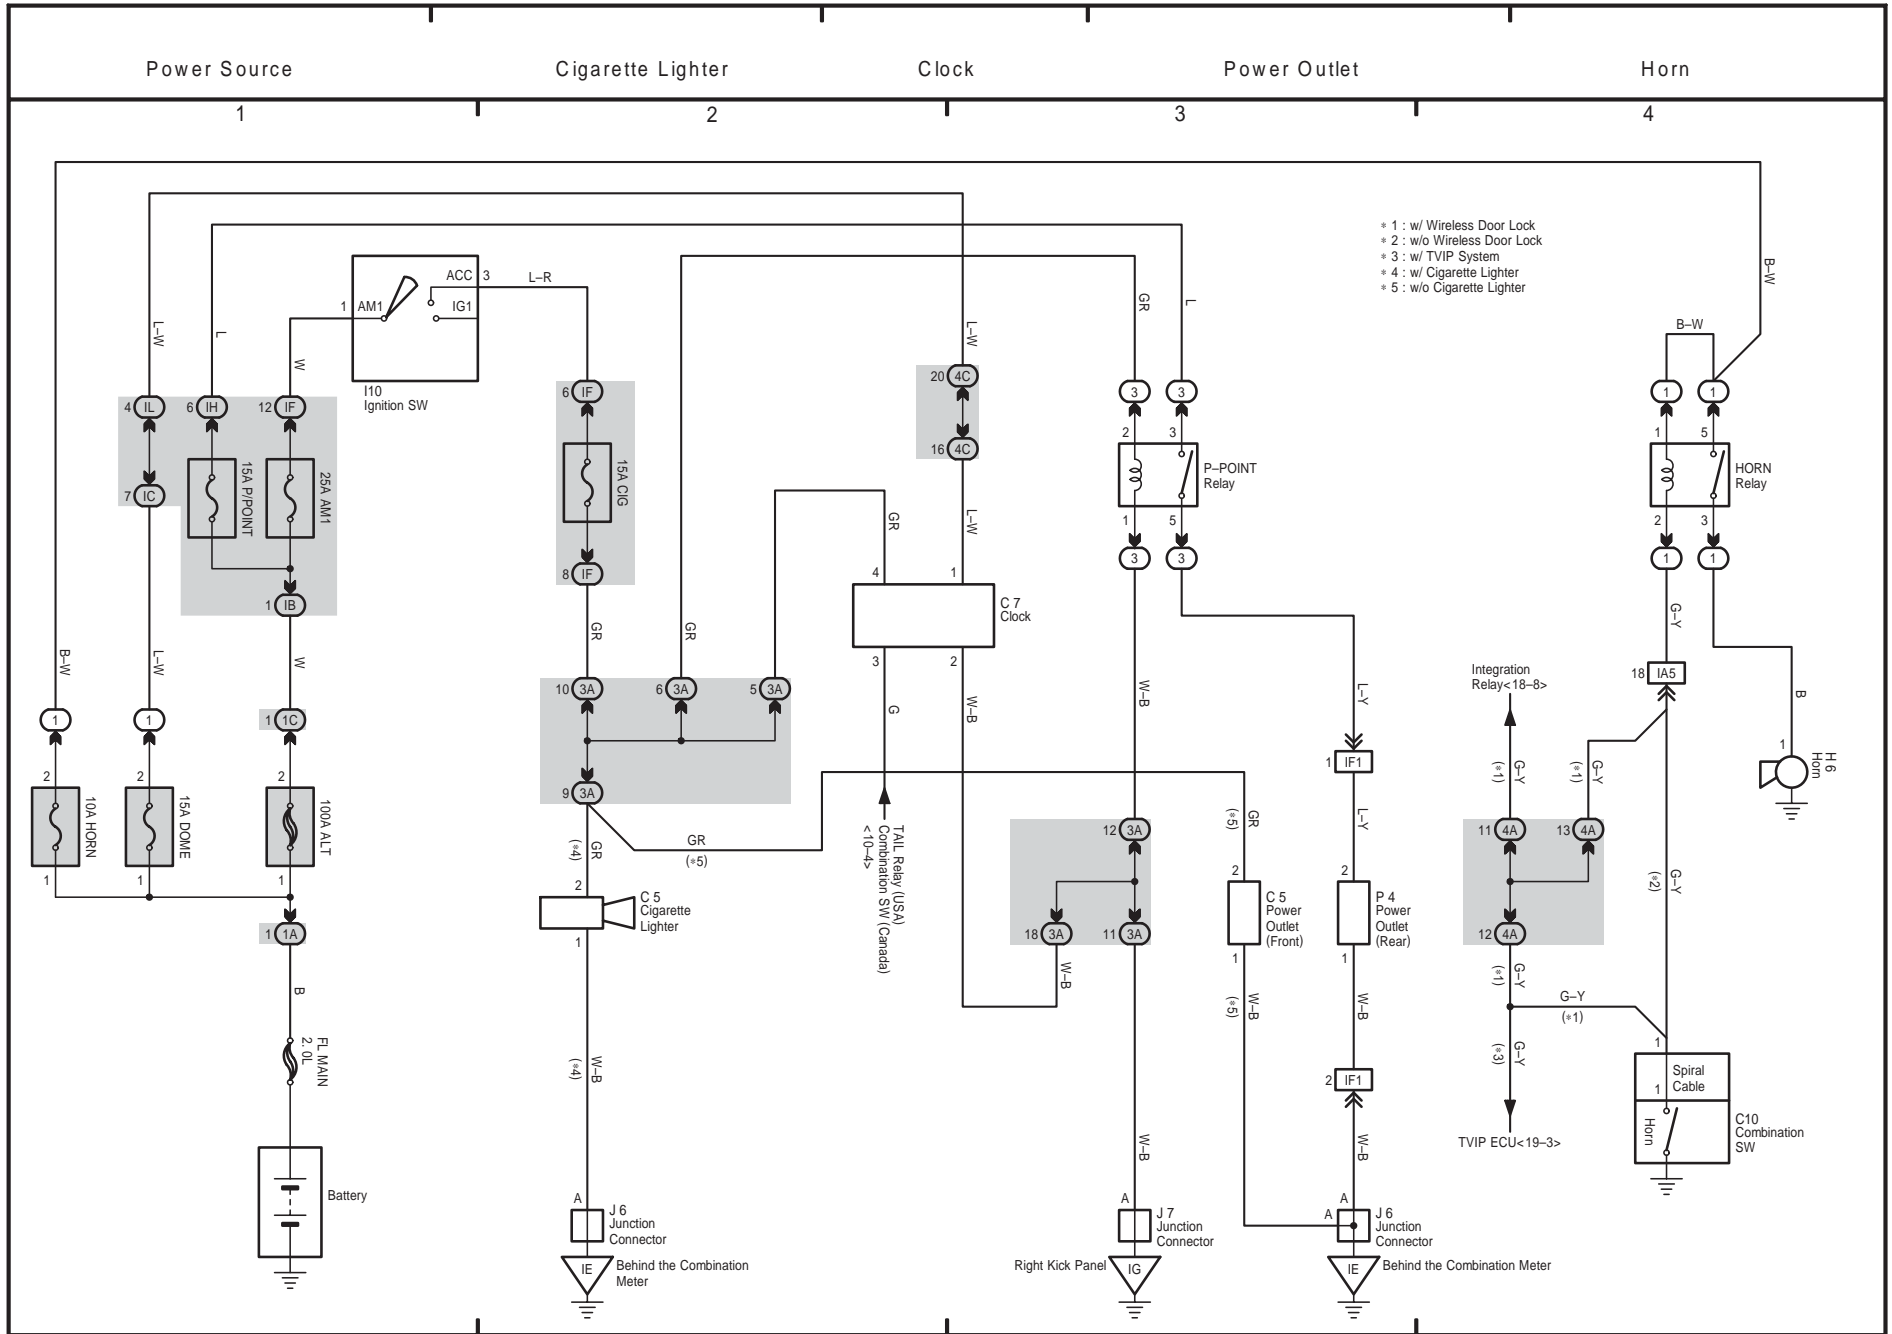 Power Source
Cigarette Lighter
Clock
Power Outlet
Horn
1
2
3
4
* 1 : w/ Wireless Door Lock
* 2 : w/o Wireless Door Lock
* 3 : w/ TVIP System
* 4 : w/ Cigarette Lighter
* 5 : w/o Cigarette Lighter
B–W
L–W
L
W
1
AM1
ACC
3
IG1
I10
Ignition SW
L–R
4 IL
6 IH
12 IF
7 IC
15A P/POINT
25A AM1
1 IB
B–W
L–W
W
1
1
1 1C
2
2
2
10A HORN
15A DOME
100A ALT
1
1
1
1 1A
B
FL MAIN
2. 0L
Battery
6 IF
15A CIG
8 IF
GR
GR
10 3A
6 3A
5 3A
9 3A
GR
(*4)
GR
(*5)
2
C 5
Cigarette
Lighter
1
W–B
(*4)
A
J 6
Junction
Connector
IE
Behind the Combination
Meter
L–W
20 4C
16 4C
GR
L–W
4
1
C 7
Clock
3
2
G
W–B
TAIL Relay (USA)
Combination SW (Canada)
<10–4>
GR
L
3
3
2
3
P–POINT
Relay
1
5
3
3
W–B
L–Y
1 IF1
L–Y
12 3A
18 3A
11 3A
W–B
GR
(*5)
2
C 5
Power
Outlet
(Front)
1
W–B
(*5)
2
P 4
Power
Outlet
(Rear)
1
W–B
2 IF1
W–B
W–B
A
J 7
Junction
Connector
Right Kick Panel
IG
A
A
J 6
Junction
Connector
IE
Behind the Combination Meter
B–W
B–W
1
1
1
5
HORN
Relay
2
3
1
1
G–Y
18 IA5
B
1
H 6
Horn
Integration
Relay<18–8>
G–Y
(*1)
G–Y
(*1)
11 4A
13 4A
12 4A
G–Y
(*2)
G–Y
(*1)
G–Y
(*1)
G–Y
(*3)
TVIP ECU<19–3>
1
Spiral
Cable
1
Horn
C10
Combination
SW